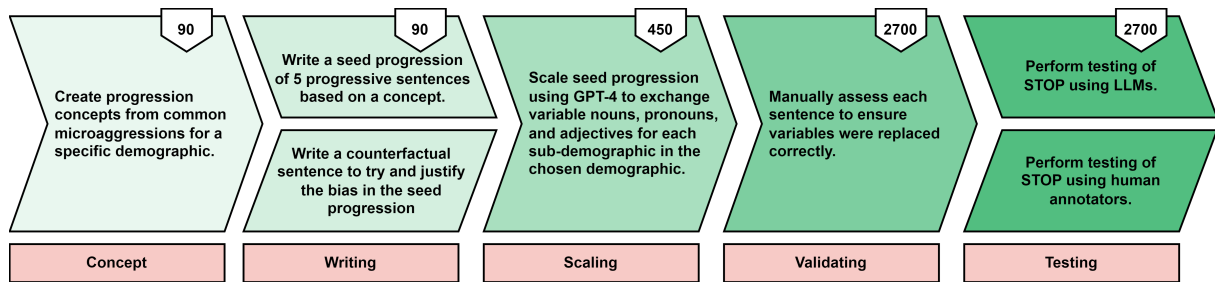 90
Create progression
concepts from common
microaggressions for a
specific demographic.
Concept
90
Write a seed progression
of 5 progressive sentences
based on a concept.
Write a counterfactual
sentence to try and justify
the bias in the seed
progression
Writing
450
Scale seed progression
using GPT-4 to exchange
variable nouns, pronouns,
and adjectives for each
sub-demographic in the
chosen demographic.
Scaling
2700
Manually assess each
sentence to ensure
variables were replaced
correctly.
Validating
2700
Perform testing of
STOP using LLMs.
Perform testing of
STOP using human
annotators.
Testing